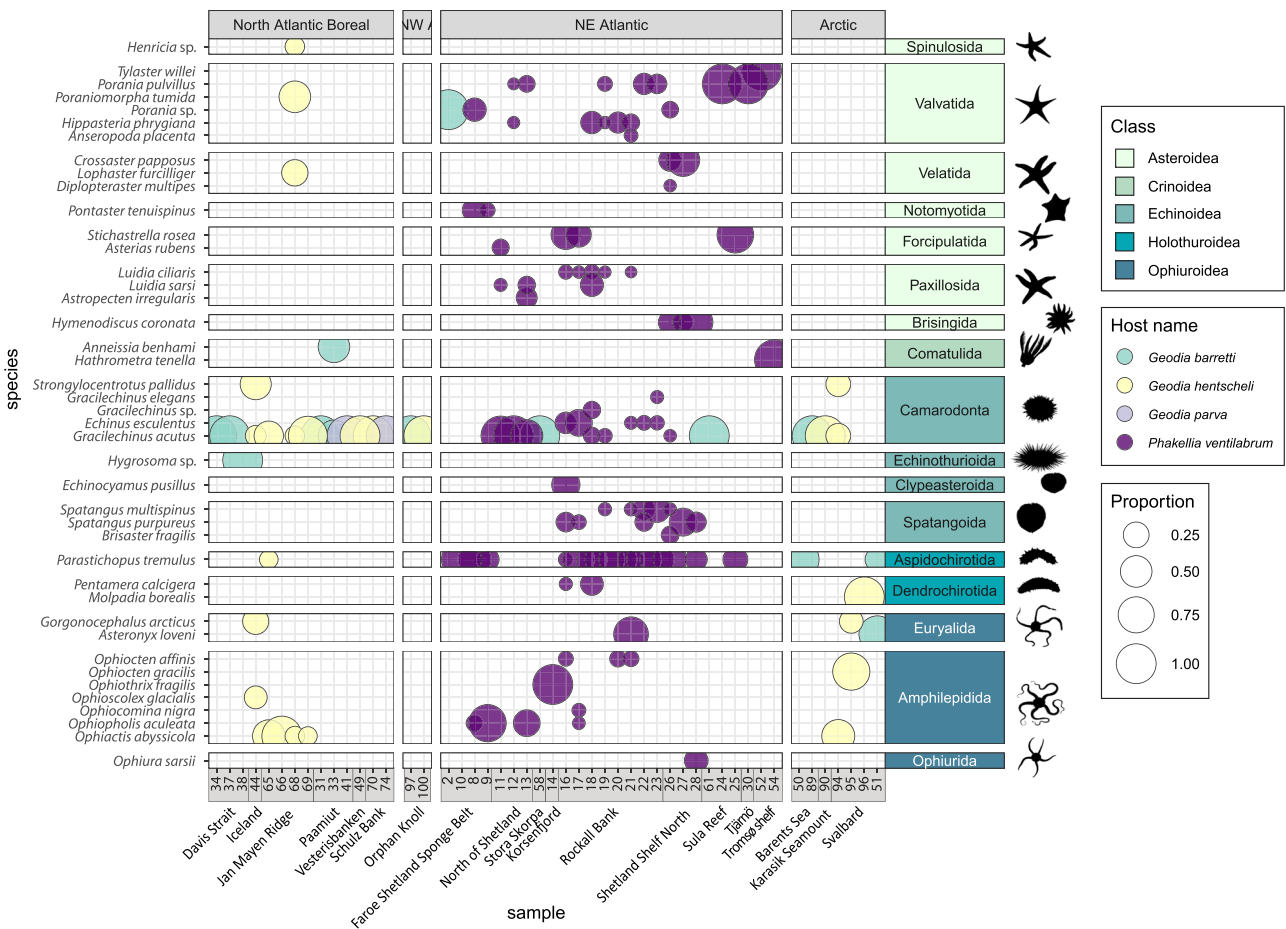 North Atlantic Boreal
NW A
NE Atlantic
Arctic
Henricia sp.
Spinulosida
Tylaster willei
Porania pulvillus
Poraniomorpha tumida
Porania sp.
Hippasteria phrygiana
Anseropoda placenta
Valvatida
Crossaster papposus
Lophaster furcilliger
Diplopteraster multipes
Velatida
Pontaster tenuispinus
Notomyotida
Stichastrella rosea
Asterias rubens
Forcipulatida
Luidia ciliaris
Luidia sarsi
Astropecten irregularis
Paxillosida
Hymenodiscus coronata
Brisingida
Anneissia benhami
Hathrometra tenella
Comatulida
Strongylocentrotus pallidus
Gracilechinus elegans
Gracilechinus sp.
Echinus esculentus
Gracilechinus acutus
Camarodonta
Hygrosoma sp.
Echinothurioida
Echinocyamus pusillus
Clypeasteroida
Spatangus multispinus
Spatangus purpureus
Brisaster fragilis
Spatangoida
Parastichopus tremulus
Aspidochirotida
Pentamera calcigera
Molpadia borealis
Dendrochirotida
Gorgonocephalus arcticus
Asteronyx loveni
Euryalida
Ophiocten affinis
Ophiocten gracilis
Ophiothrix fragilis
Ophioscolex glacialis
Ophiocomina nigra
Ophiopholis aculeata
Ophiactis abyssicola
Amphilepidida
Ophiura sarsii
Ophiurida
species
34 37 38 44 65 66 68 69 31 33 41 49 70 74
97 100
2 10 8 9 11 12 13 58 14 16 17 18 19 20 21 22 23 26 27 28 61 24 25 30 52 54
50 89 90 94 95 96 51
Davis Strait
Iceland
Jan Mayen Ridge
Paamiut
Vesterisbanken
Schulz Bank
Orphan Knoll
Faroe Shetland Sponge Belt
North of Shetland
Stora Skorpa
Korsenfjord
Rockall Bank
Shetland Shelf North
Sula Reef
Tjärnö
Tromsø shelf
Barents Sea
Karasik Seamount
Svalbard
sample
Class
Asteroidea
Crinoidea
Echinoidea
Holothuroidea
Ophiuroidea
Host name
Geodia barretti
Geodia hentscheli
Geodia parva
Phakellia ventilabrum
Proportion
0.25
0.50
0.75
1.00